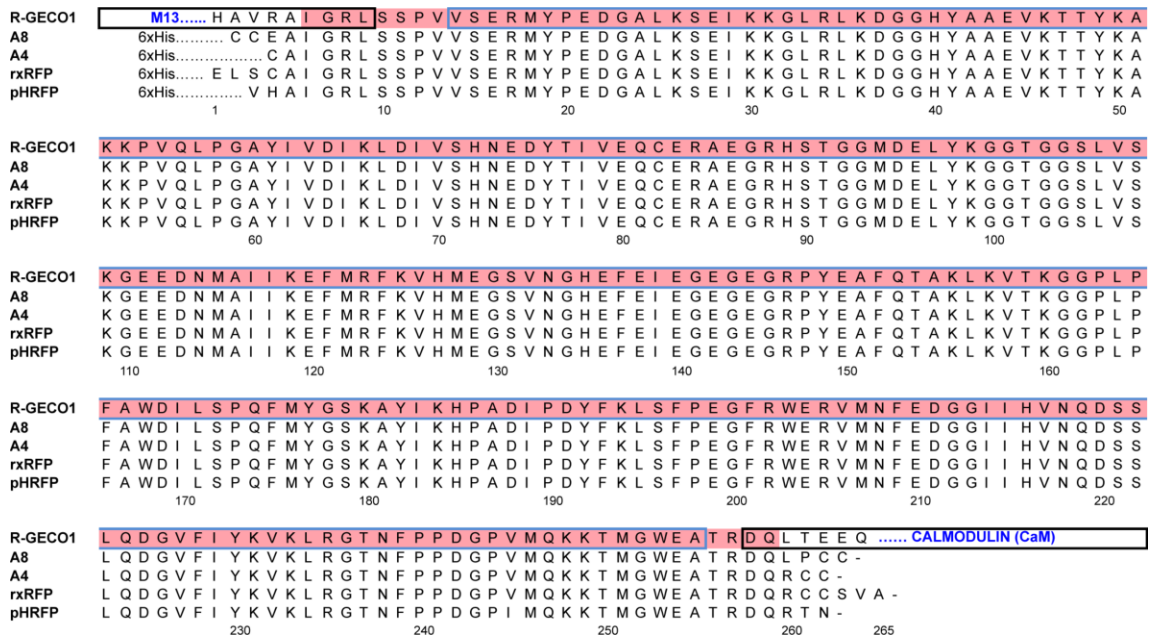 R-GECO1 M13...... H A V R A I G R L S S P V V S E R M Y P E D G A L K S E I K K G L R L K D G G H Y A A E V K T T Y K A
A8 6xHis.......... C C E A I G R L S S P V V S E R M Y P E D G A L K S E I K K G L R L K D G G H Y A A E V K T T Y K A
A4 6xHis................ C A I G R L S S P V V S E R M Y P E D G A L K S E I K K G L R L K D G G H Y A A E V K T T Y K A
rxRFP 6xHis....... E L S C A I G R L S S P V V S E R M Y P E D G A L K S E I K K G L R L K D G G H Y A A E V K T T Y K A
pHRFP 6xHis.............. V H A I G R L S S P V V S E R M Y P E D G A L K S E I K K G L R L K D G G H Y A A E V K T T Y K A
1 10 20 30 40 50
R-GECO1 K K P V Q L P G A Y I V D I K L D I V S H N E D Y T I V E Q C E R A E G R H S T G G M D E L Y K G G T G G S L V S
A8 K K P V Q L P G A Y I V D I K L D I V S H N E D Y T I V E Q C E R A E G R H S T G G M D E L Y K G G T G G S L V S
A4 K K P V Q L P G A Y I V D I K L D I V S H N E D Y T I V E Q C E R A E G R H S T G G M D E L Y K G G T G G S L V S
rxRFP K K P V Q L P G A Y I V D I K L D I V S H N E D Y T I V E Q C E R A E G R H S T G G M D E L Y K G G T G G S L V S
pHRFP K K P V Q L P G A Y I V D I K L D I V S H N E D Y T I V E Q C E R A E G R H S T G G M D E L Y K G G T G G S L V S
60 70 80 90 100
R-GECO1 K G E E D N M A I I K E F M R F K V H M E G S V N G H E F E I E G E G E G R P Y E A F Q T A K L K V T K G G P L P
A8 K G E E D N M A I I K E F M R F K V H M E G S V N G H E F E I E G E G E G R P Y E A F Q T A K L K V T K G G P L P
A4 K G E E D N M A I I K E F M R F K V H M E G S V N G H E F E I E G E G E G R P Y E A F Q T A K L K V T K G G P L P
rxRFP K G E E D N M A I I K E F M R F K V H M E G S V N G H E F E I E G E G E G R P Y E A F Q T A K L K V T K G G P L P
pHRFP K G E E D N M A I I K E F M R F K V H M E G S V N G H E F E I E G E G E G R P Y E A F Q T A K L K V T K G G P L P
110 120 130 140 150 160
R-GECO1 F A W D I L S P Q F M Y G S K A Y I K H P A D I P D Y F K L S F P E G F R W E R V M N F E D G G I I H V N Q D S S
A8 F A W D I L S P Q F M Y G S K A Y I K H P A D I P D Y F K L S F P E G F R W E R V M N F E D G G I I H V N Q D S S
A4 F A W D I L S P Q F M Y G S K A Y I K H P A D I P D Y F K L S F P E G F R W E R V M N F E D G G I I H V N Q D S S
rxRFP F A W D I L S P Q F M Y G S K A Y I K H P A D I P D Y F K L S F P E G F R W E R V M N F E D G G I I H V N Q D S S
pHRFP F A W D I L S P Q F M Y G S K A Y I K H P A D I P D Y F K L S F P E G F R W E R V M N F E D G G I I H V N Q D S S
170 180 190 200 210 220
R-GECO1 L Q D G V F I Y K V K L R G T N F P P D G P V M Q K K T M G W E A T R D Q L T E E Q ...... CALMODULIN (CaM)
A8 L Q D G V F I Y K V K L R G T N F P P D G P V M Q K K T M G W E A T R D Q L P C C -
A4 L Q D G V F I Y K V K L R G T N F P P D G P V M Q K K T M G W E A T R D Q R C C -
rxRFP L Q D G V F I Y K V K L R G T N F P P D G P V M Q K K T M G W E A T R D Q R C C S V A -
pHRFP L Q D G V F I Y K V K L R G T N F P P D G P I M Q K K T M G W E A T R D Q R T N -
230 240 250 260 265